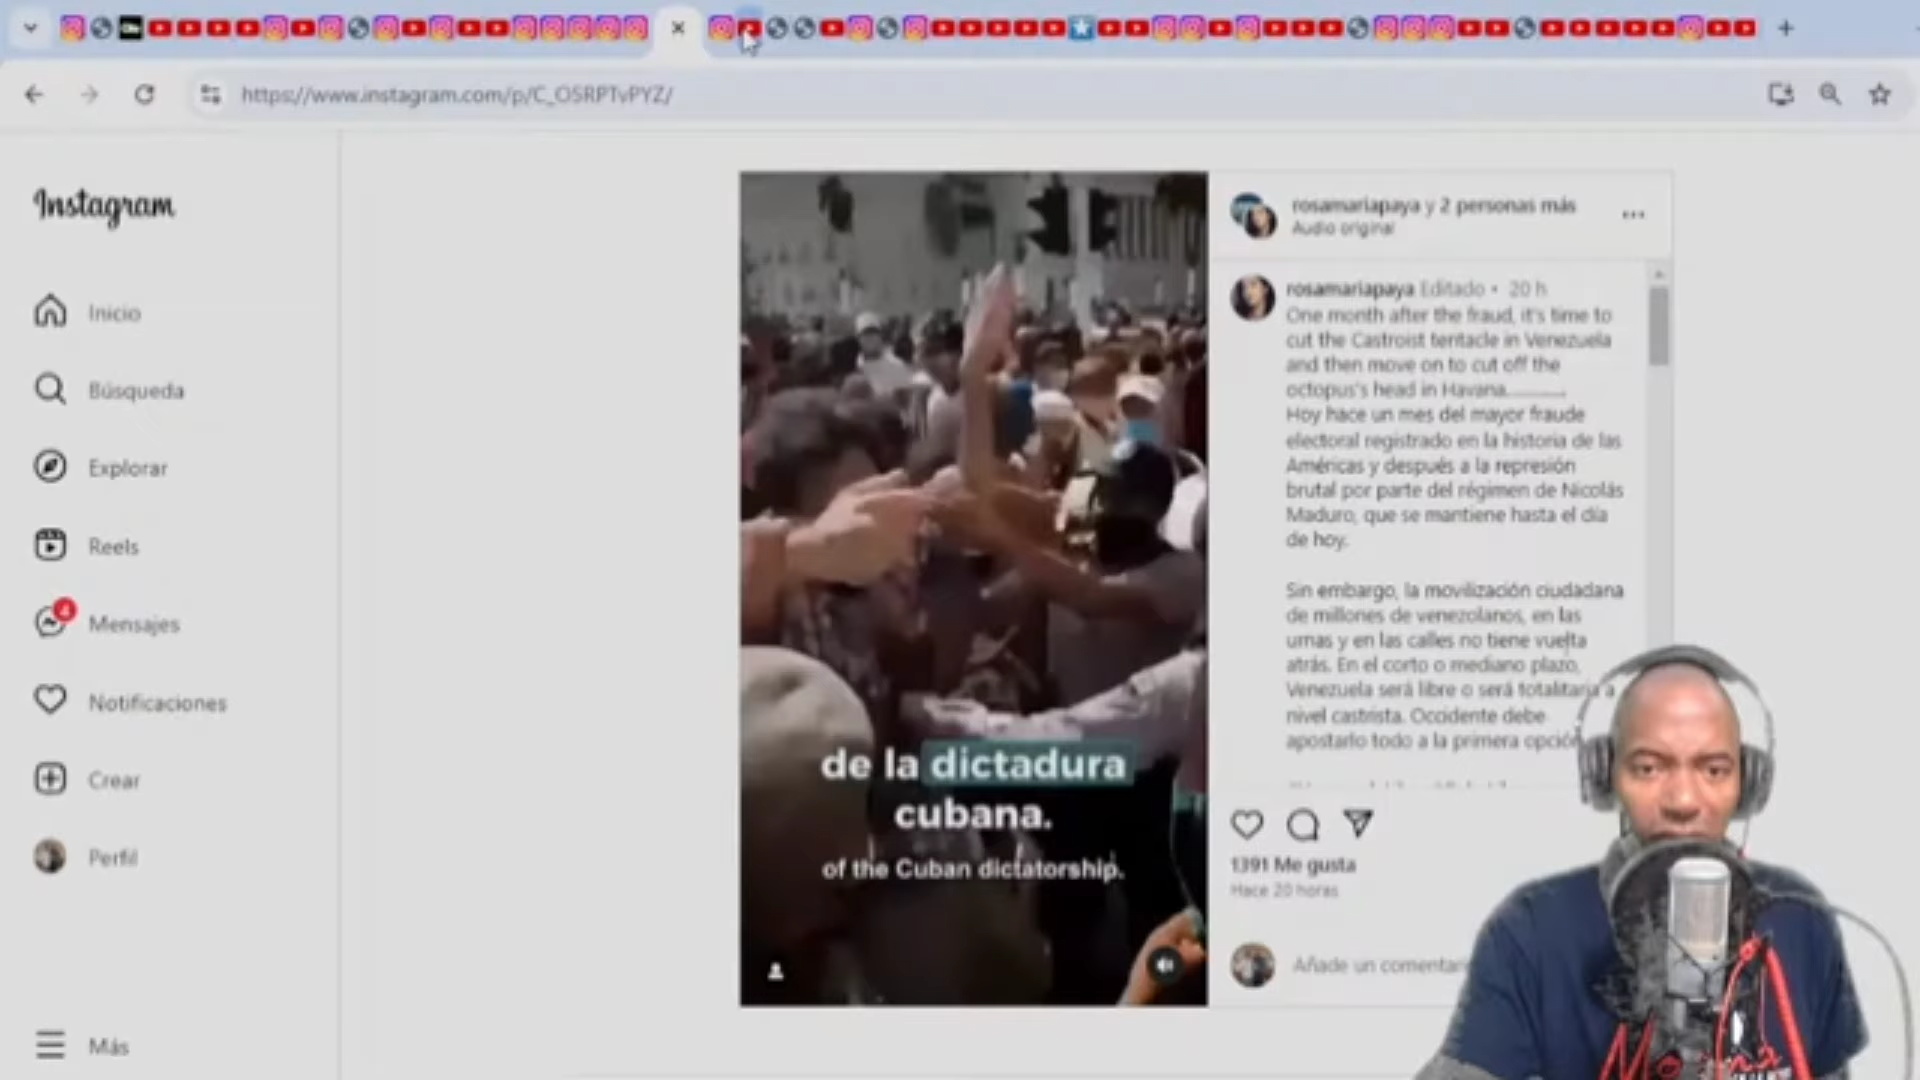 https://www.instagram.com/p/C_OSRPTvPYZ/
Instagram
Inicio
Búsqueda
Explorar
Reels
4
Mensajes
Notificaciones
Crear
Perfil
Más
de la dictadura
cubana.
of the Cuban dictatorship.
rosamariapaya y 2 personas más
Audio original
rosamariapaya Editado • 20 h
One month after the fraud, it's time to
cut the Castroist tentacle in Venezuela
and then move on to cut off the
octopus's head in Havana............
Hoy hace un mes del mayor fraude
electoral registrado en la historia de las
Américas y después a la represión
brutal por parte del régimen de Nicolás
Maduro, que se mantiene hasta el día
de hoy.
Sin embargo, la movilización ciudadana
de millones de venezolanos, en las
urnas y en las calles no tiene vuelta
atrás. En el corto o mediano plazo,
Venezuela será libre o será totalitaria a
nivel castrista. Occidente debe
apostarlo todo a la primera opción
1391 Me gusta
Hace 20 horas
Añade un comentari